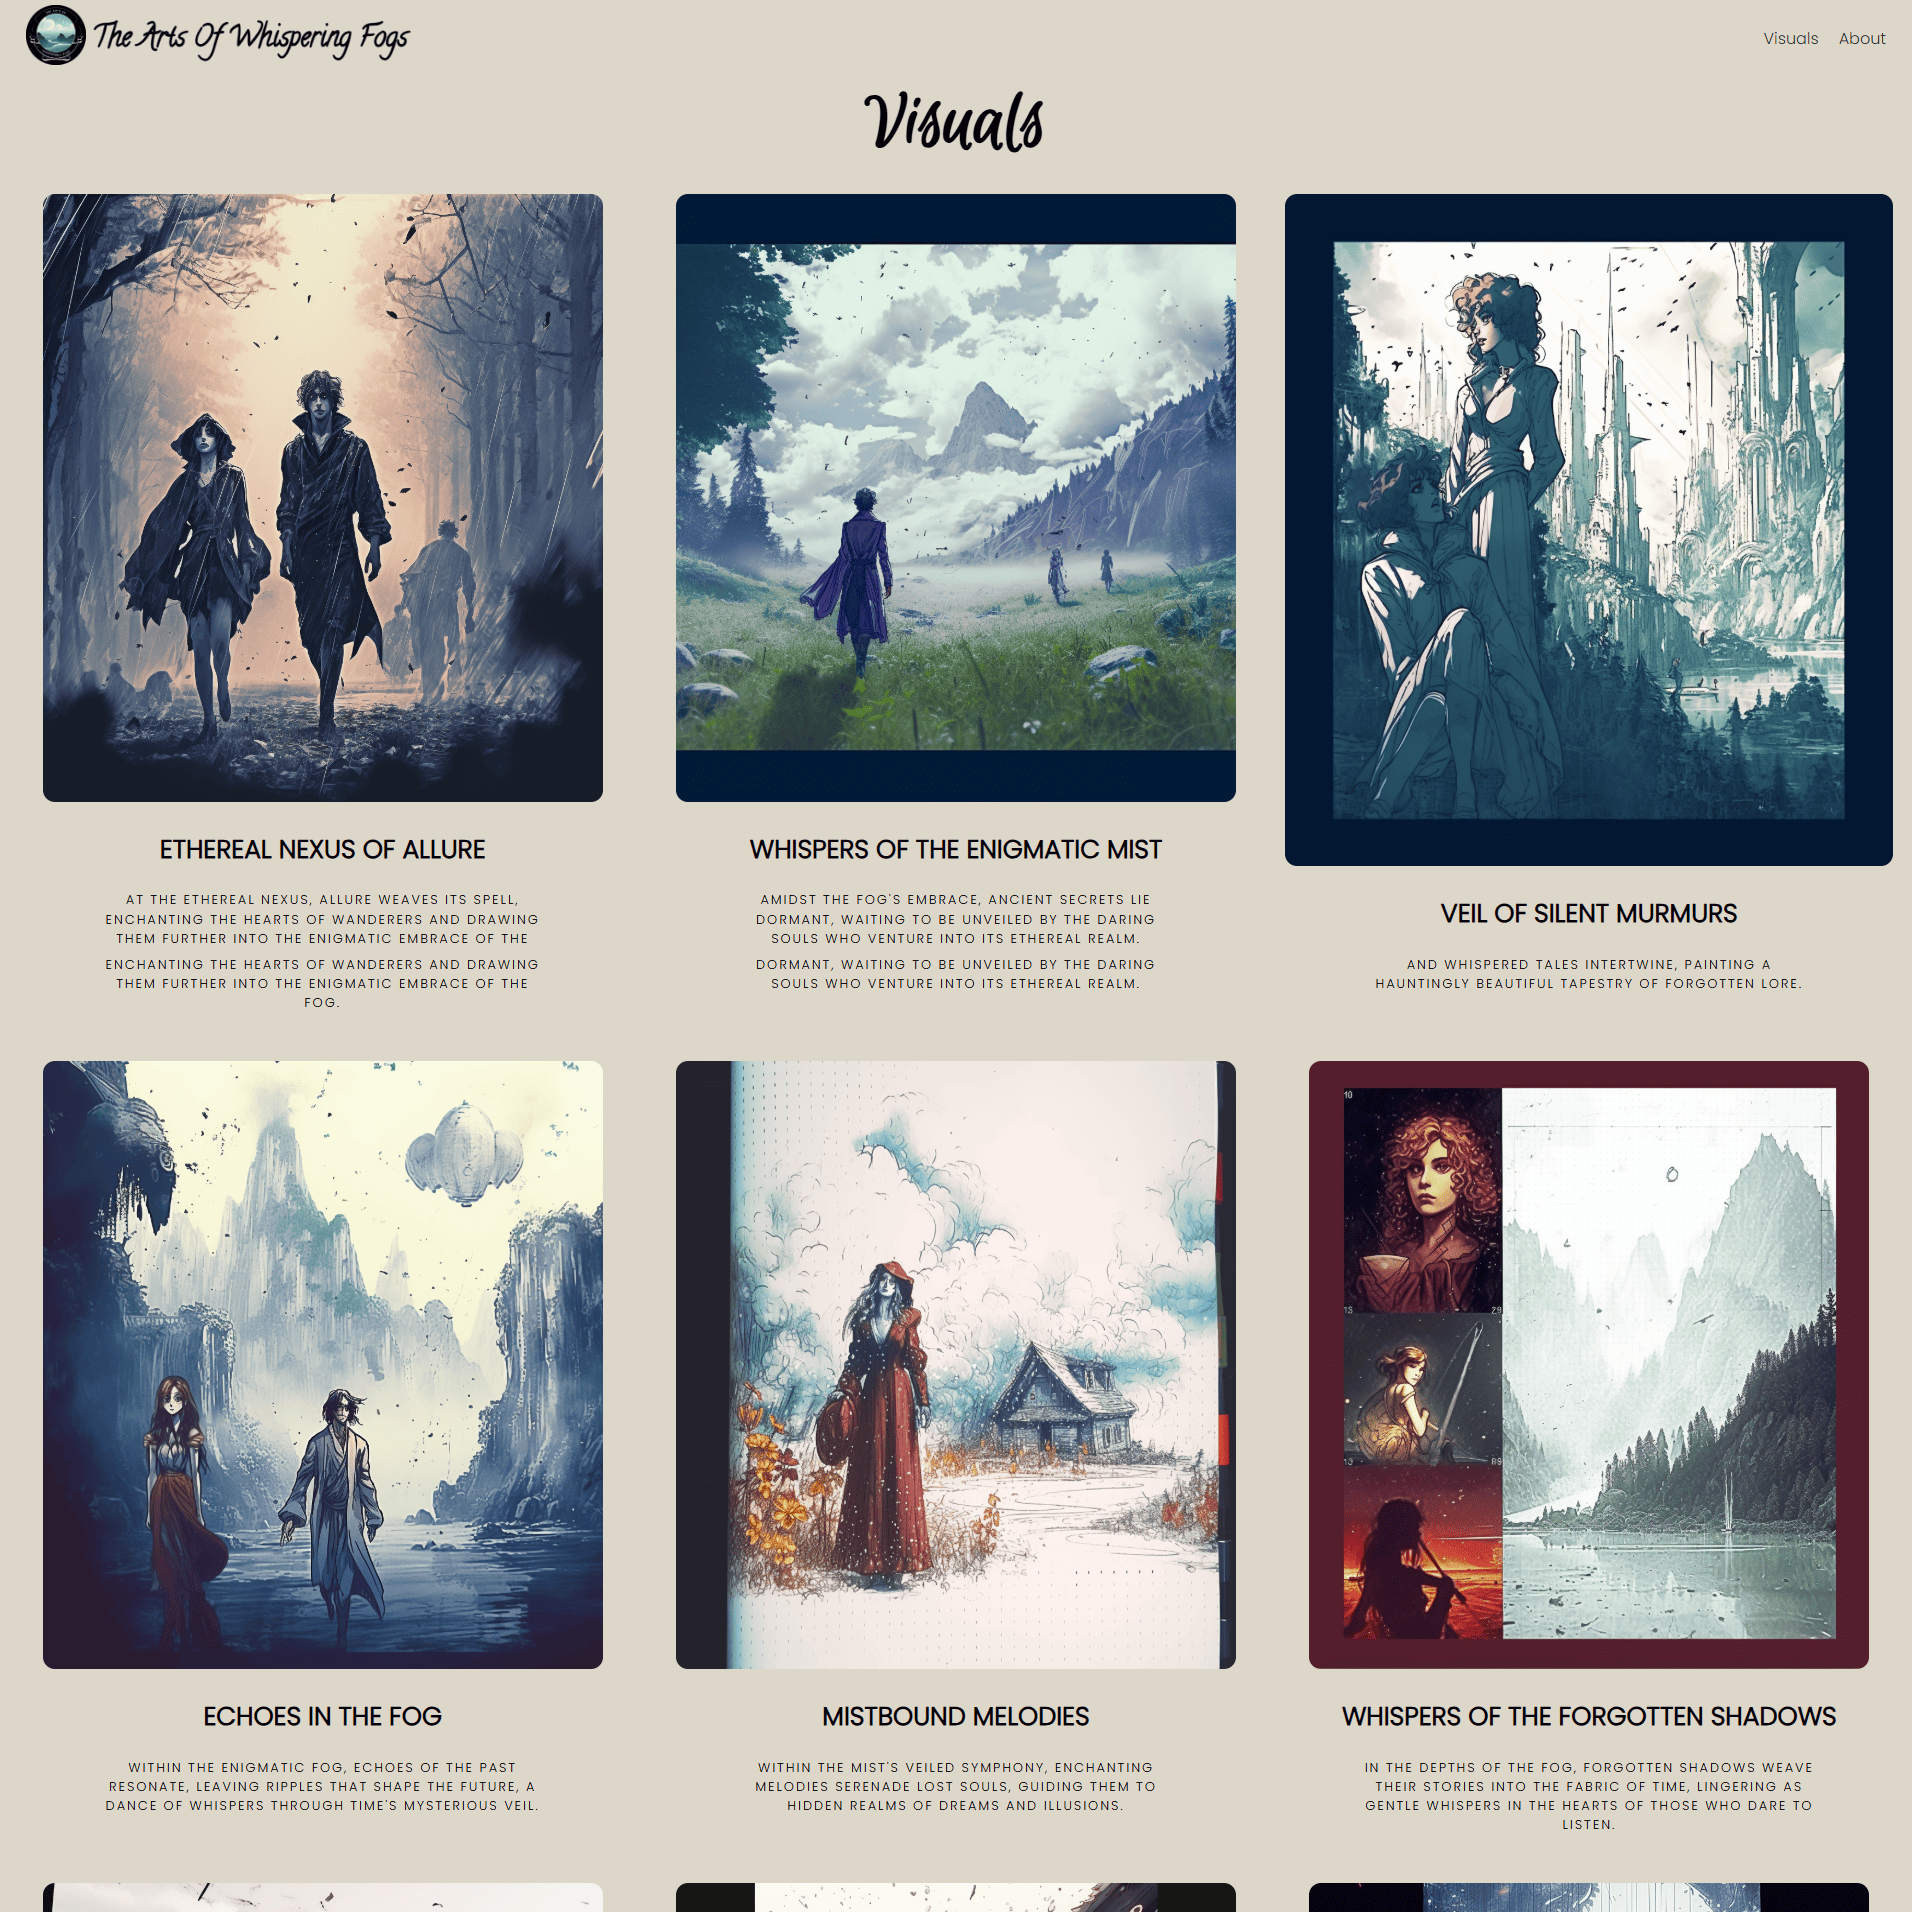 The Arts Of Whispering Fogs
Visuals
About
Visuals
ETHEREAL NEXUS OF ALLURE
AT THE ETHEREAL NEXUS, ALLURE WEAVES ITS SPELL,
ENCHANTING THE HEARTS OF WANDERERS AND DRAWING
THEM FURTHER INTO THE ENIGMATIC EMBRACE OF THE
ENCHANTING THE HEARTS OF WANDERERS AND DRAWING
THEM FURTHER INTO THE ENIGMATIC EMBRACE OF THE
FOG.
WHISPERS OF THE ENIGMATIC MIST
AMIDST THE FOG'S EMBRACE, ANCIENT SECRETS LIE
DORMANT, WAITING TO BE UNVEILED BY THE DARING
SOULS WHO VENTURE INTO ITS ETHEREAL REALM.
DORMANT, WAITING TO BE UNVEILED BY THE DARING
SOULS WHO VENTURE INTO ITS ETHEREAL REALM.
VEIL OF SILENT MURMURS
AND WHISPERED TALES INTERTWINE, PAINTING A
HAUNTINGLY BEAUTIFUL TAPESTRY OF FORGOTTEN LORE.
ECHOES IN THE FOG
WITHIN THE ENIGMATIC FOG, ECHOES OF THE PAST
RESONATE, LEAVING RIPPLES THAT SHAPE THE FUTURE, A
DANCE OF WHISPERS THROUGH TIME'S MYSTERIOUS VEIL.
MISTBOUND MELODIES
WITHIN THE MIST'S VEILED SYMPHONY, ENCHANTING
MELODIES SERENADE LOST SOULS, GUIDING THEM TO
HIDDEN REALMS OF DREAMS AND ILLUSIONS.
10
WHISPERS OF THE FORGOTTEN SHADOWS
IN THE DEPTHS OF THE FOG, FORGOTTEN SHADOWS WEAVE
THEIR STORIES INTO THE FABRIC OF TIME, LINGERING AS
GENTLE WHISPERS IN THE HEARTS OF THOSE WHO DARE TO
LISTEN.